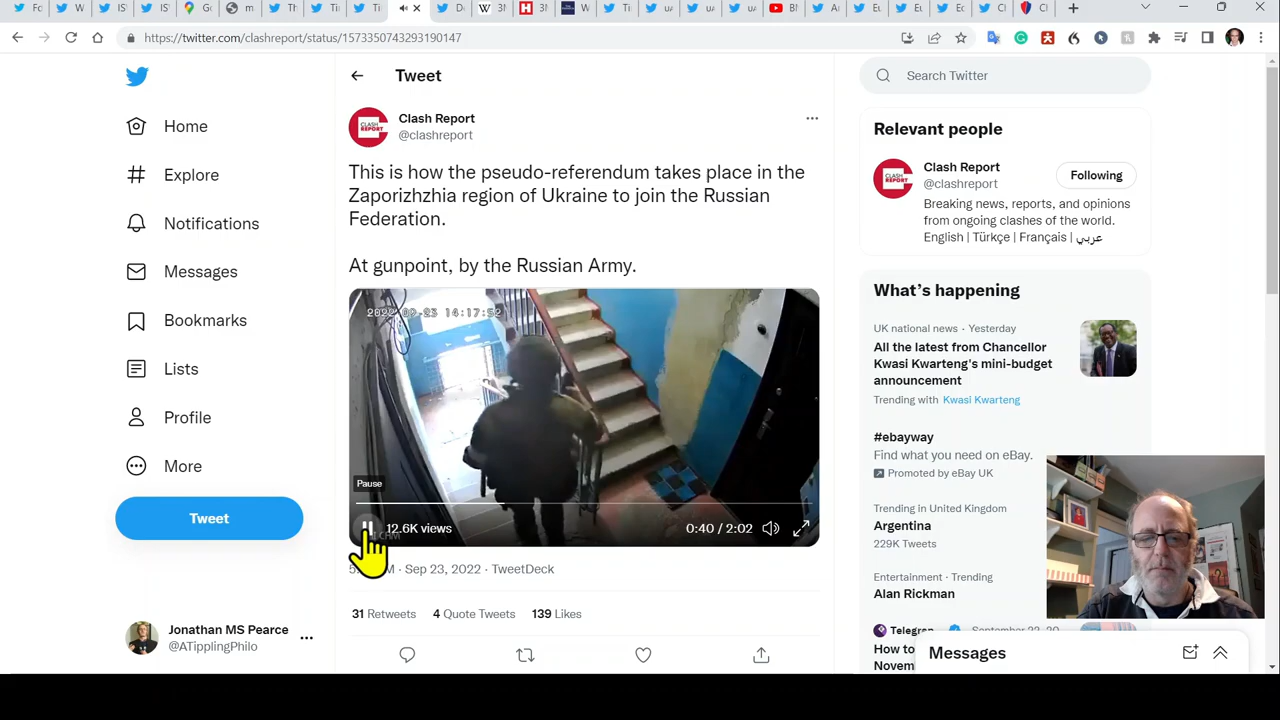 https://twitter.com/clashreport/status/1573350743293190147
Home
Explore
Notifications
Messages
Bookmarks
Lists
Profile
More
Tweet
Jonathan MS Pearce
@ATipplingPhilo
Tweet
Clash Report
@clashreport
This is how the pseudo-referendum takes place in the
Zaporizhzhia region of Ukraine to join the Russian
Federation.
At gunpoint, by the Russian Army.
2022-09-23 14:17:52
Pause
12.6K views
0:40 / 2:02
Sep 23, 2022 · TweetDeck
31 Retweets
4 Quote Tweets
139 Likes
Search Twitter
Relevant people
Clash Report
@clashreport
Following
Breaking news, reports, and opinions
from ongoing clashes of the world.
English | Türkçe | Français | عربي
What's happening
UK national news · Yesterday
All the latest from Chancellor
Kwasi Kwarteng's mini-budget
announcement
Trending with Kwasi Kwarteng
#ebayway
Find what you need on eBay.
Promoted by eBay UK
Trending in United Kingdom
Argentina
229K Tweets
Entertainment · Trending
Alan Rickman
How to
Messages